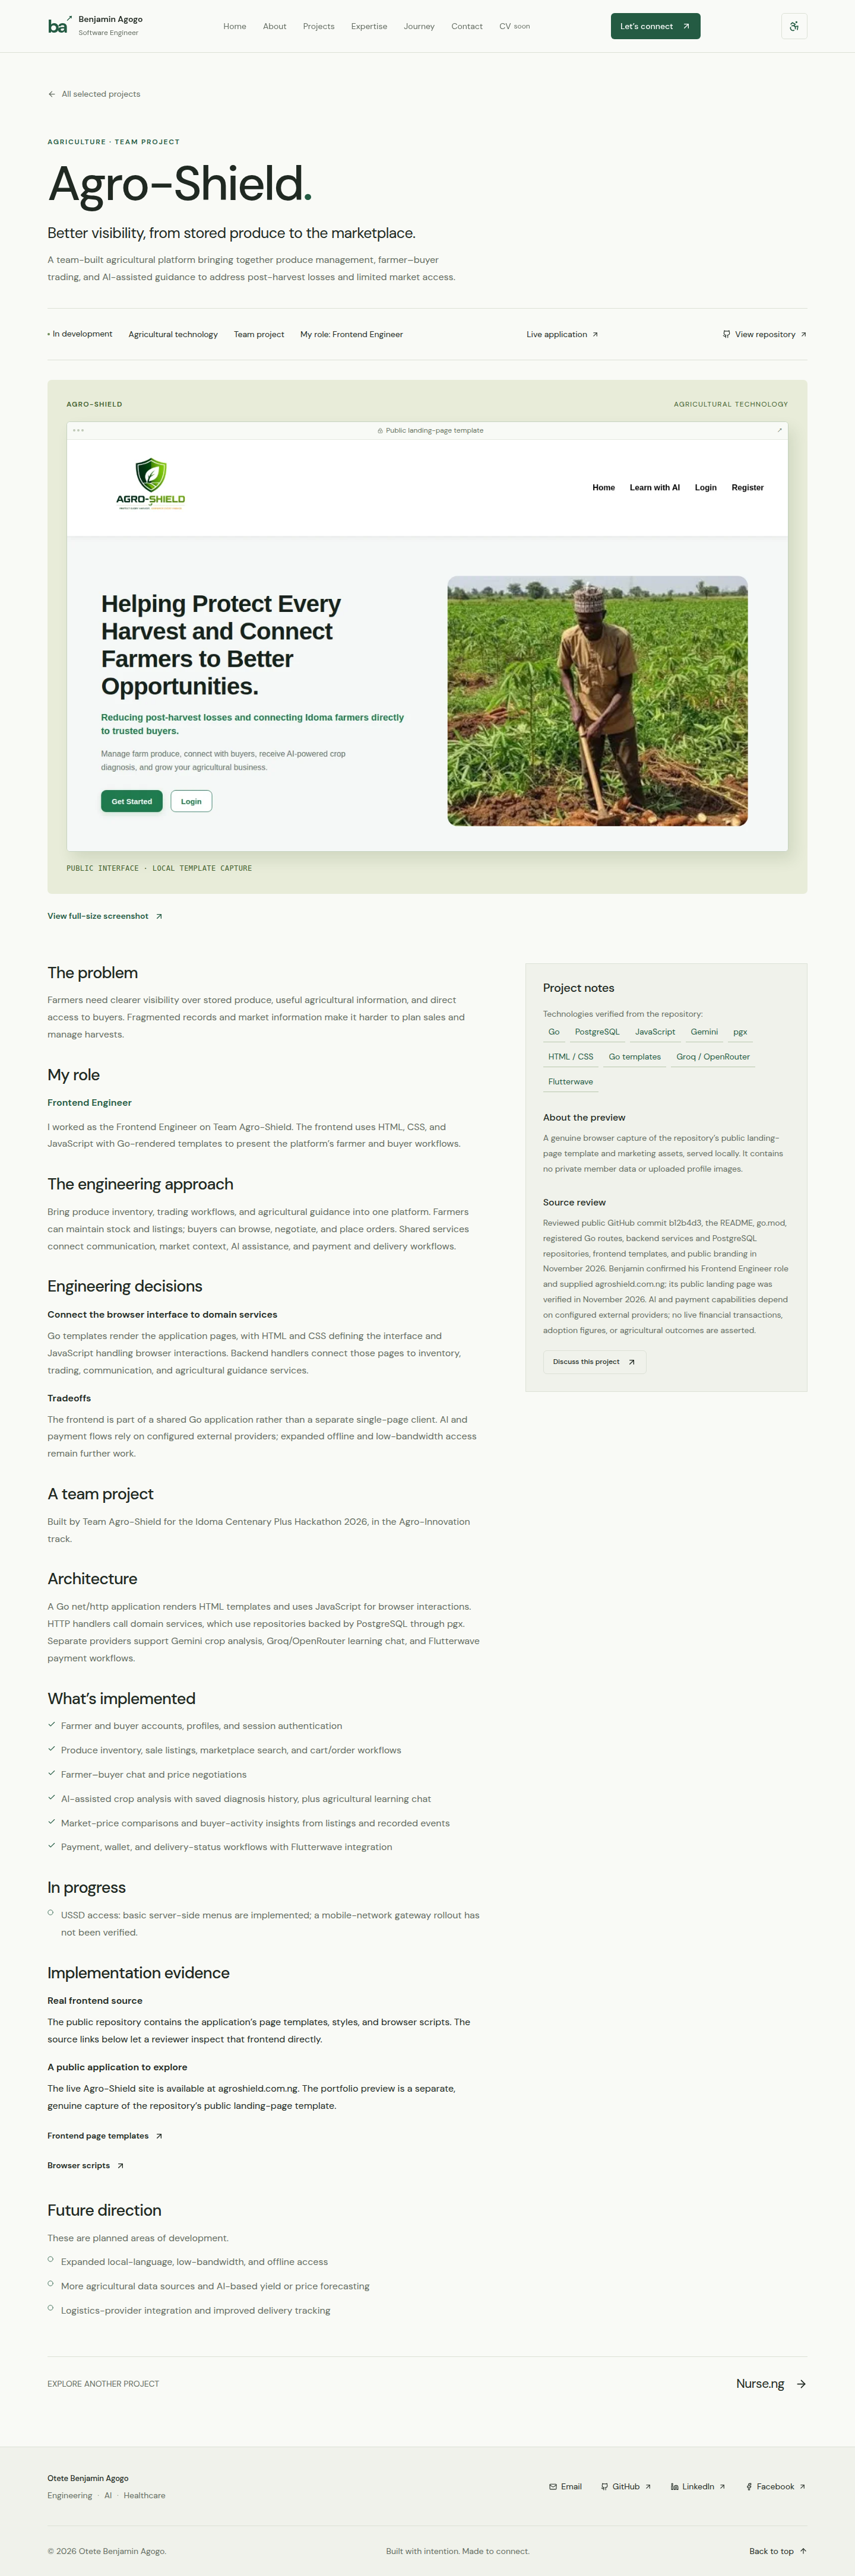 ba
Benjamin Agogo
Software Engineer
Home About Projects Expertise Journey Contact CV soon
Let's connect
All selected projects
AGRICULTURE · TEAM PROJECT
Agro-Shield.
Better visibility, from stored produce to the marketplace.
A team-built agricultural platform bringing together produce management, farmer–buyer
trading, and AI-assisted guidance to address post-harvest losses and limited market access.
In development Agricultural technology Team project My role: Frontend Engineer Live application View repository
AGRO-SHIELD AGRICULTURAL TECHNOLOGY
Public landing-page template
AGRO-SHIELD
Home Learn with AI Login Register
Helping Protect Every
Harvest and Connect
Farmers to Better
Opportunities.
Reducing post-harvest losses and connecting Idoma farmers directly
to trusted buyers.
Manage farm produce, connect with buyers, receive AI-powered crop
diagnosis, and grow your agricultural business.
Get Started Login
PUBLIC INTERFACE · LOCAL TEMPLATE CAPTURE
View full-size screenshot
The problem
Farmers need clearer visibility over stored produce, useful agricultural information, and direct
access to buyers. Fragmented records and market information make it harder to plan sales and
manage harvests.
My role
Frontend Engineer
I worked as the Frontend Engineer on Team Agro-Shield. The frontend uses HTML, CSS, and
JavaScript with Go-rendered templates to present the platform's farmer and buyer workflows.
The engineering approach
Bring produce inventory, trading workflows, and agricultural guidance into one platform. Farmers
can maintain stock and listings; buyers can browse, negotiate, and place orders. Shared services
connect communication, market context, AI assistance, and payment and delivery workflows.
Engineering decisions
Connect the browser interface to domain services
Go templates render the application pages, with HTML and CSS defining the interface and
JavaScript handling browser interactions. Backend handlers connect those pages to inventory,
trading, communication, and agricultural guidance services.
Tradeoffs
The frontend is part of a shared Go application rather than a separate single-page client. AI and
payment flows rely on configured external providers; expanded offline and low-bandwidth access
remain further work.
A team project
Built by Team Agro-Shield for the Idoma Centenary Plus Hackathon 2026, in the Agro-Innovation
track.
Architecture
A Go net/http application renders HTML templates and uses JavaScript for browser interactions.
HTTP handlers call domain services, which use repositories backed by PostgreSQL through pgx.
Separate providers support Gemini crop analysis, Groq/OpenRouter learning chat, and Flutterwave
payment workflows.
What's implemented
Farmer and buyer accounts, profiles, and session authentication
Produce inventory, sale listings, marketplace search, and cart/order workflows
Farmer–buyer chat and price negotiations
AI-assisted crop analysis with saved diagnosis history, plus agricultural learning chat
Market-price comparisons and buyer-activity insights from listings and recorded events
Payment, wallet, and delivery-status workflows with Flutterwave integration
In progress
USSD access: basic server-side menus are implemented; a mobile-network gateway rollout has
not been verified.
Implementation evidence
Real frontend source
The public repository contains the application's page templates, styles, and browser scripts. The
source links below let a reviewer inspect that frontend directly.
A public application to explore
The live Agro-Shield site is available at agroshield.com.ng. The portfolio preview is a separate,
genuine capture of the repository's public landing-page template.
Frontend page templates
Browser scripts
Future direction
These are planned areas of development.
Expanded local-language, low-bandwidth, and offline access
More agricultural data sources and AI-based yield or price forecasting
Logistics-provider integration and improved delivery tracking
Project notes
Technologies verified from the repository:
Go PostgreSQL JavaScript Gemini pgx
HTML / CSS Go templates Groq / OpenRouter
Flutterwave
About the preview
A genuine browser capture of the repository's public landing-
page template and marketing assets, served locally. It contains
no private member data or uploaded profile images.
Source review
Reviewed public GitHub commit b12b4d3, the README, go.mod,
registered Go routes, backend services and PostgreSQL
repositories, frontend templates, and public branding in
November 2026. Benjamin confirmed his Frontend Engineer role
and supplied agroshield.com.ng; its public landing page was
verified in November 2026. AI and payment capabilities depend
on configured external providers; no live financial transactions,
adoption figures, or agricultural outcomes are asserted.
Discuss this project
EXPLORE ANOTHER PROJECT Nurse.ng
Otete Benjamin Agogo
Engineering · AI · Healthcare
Email GitHub LinkedIn Facebook
© 2026 Otete Benjamin Agogo. Built with intention. Made to connect. Back to top